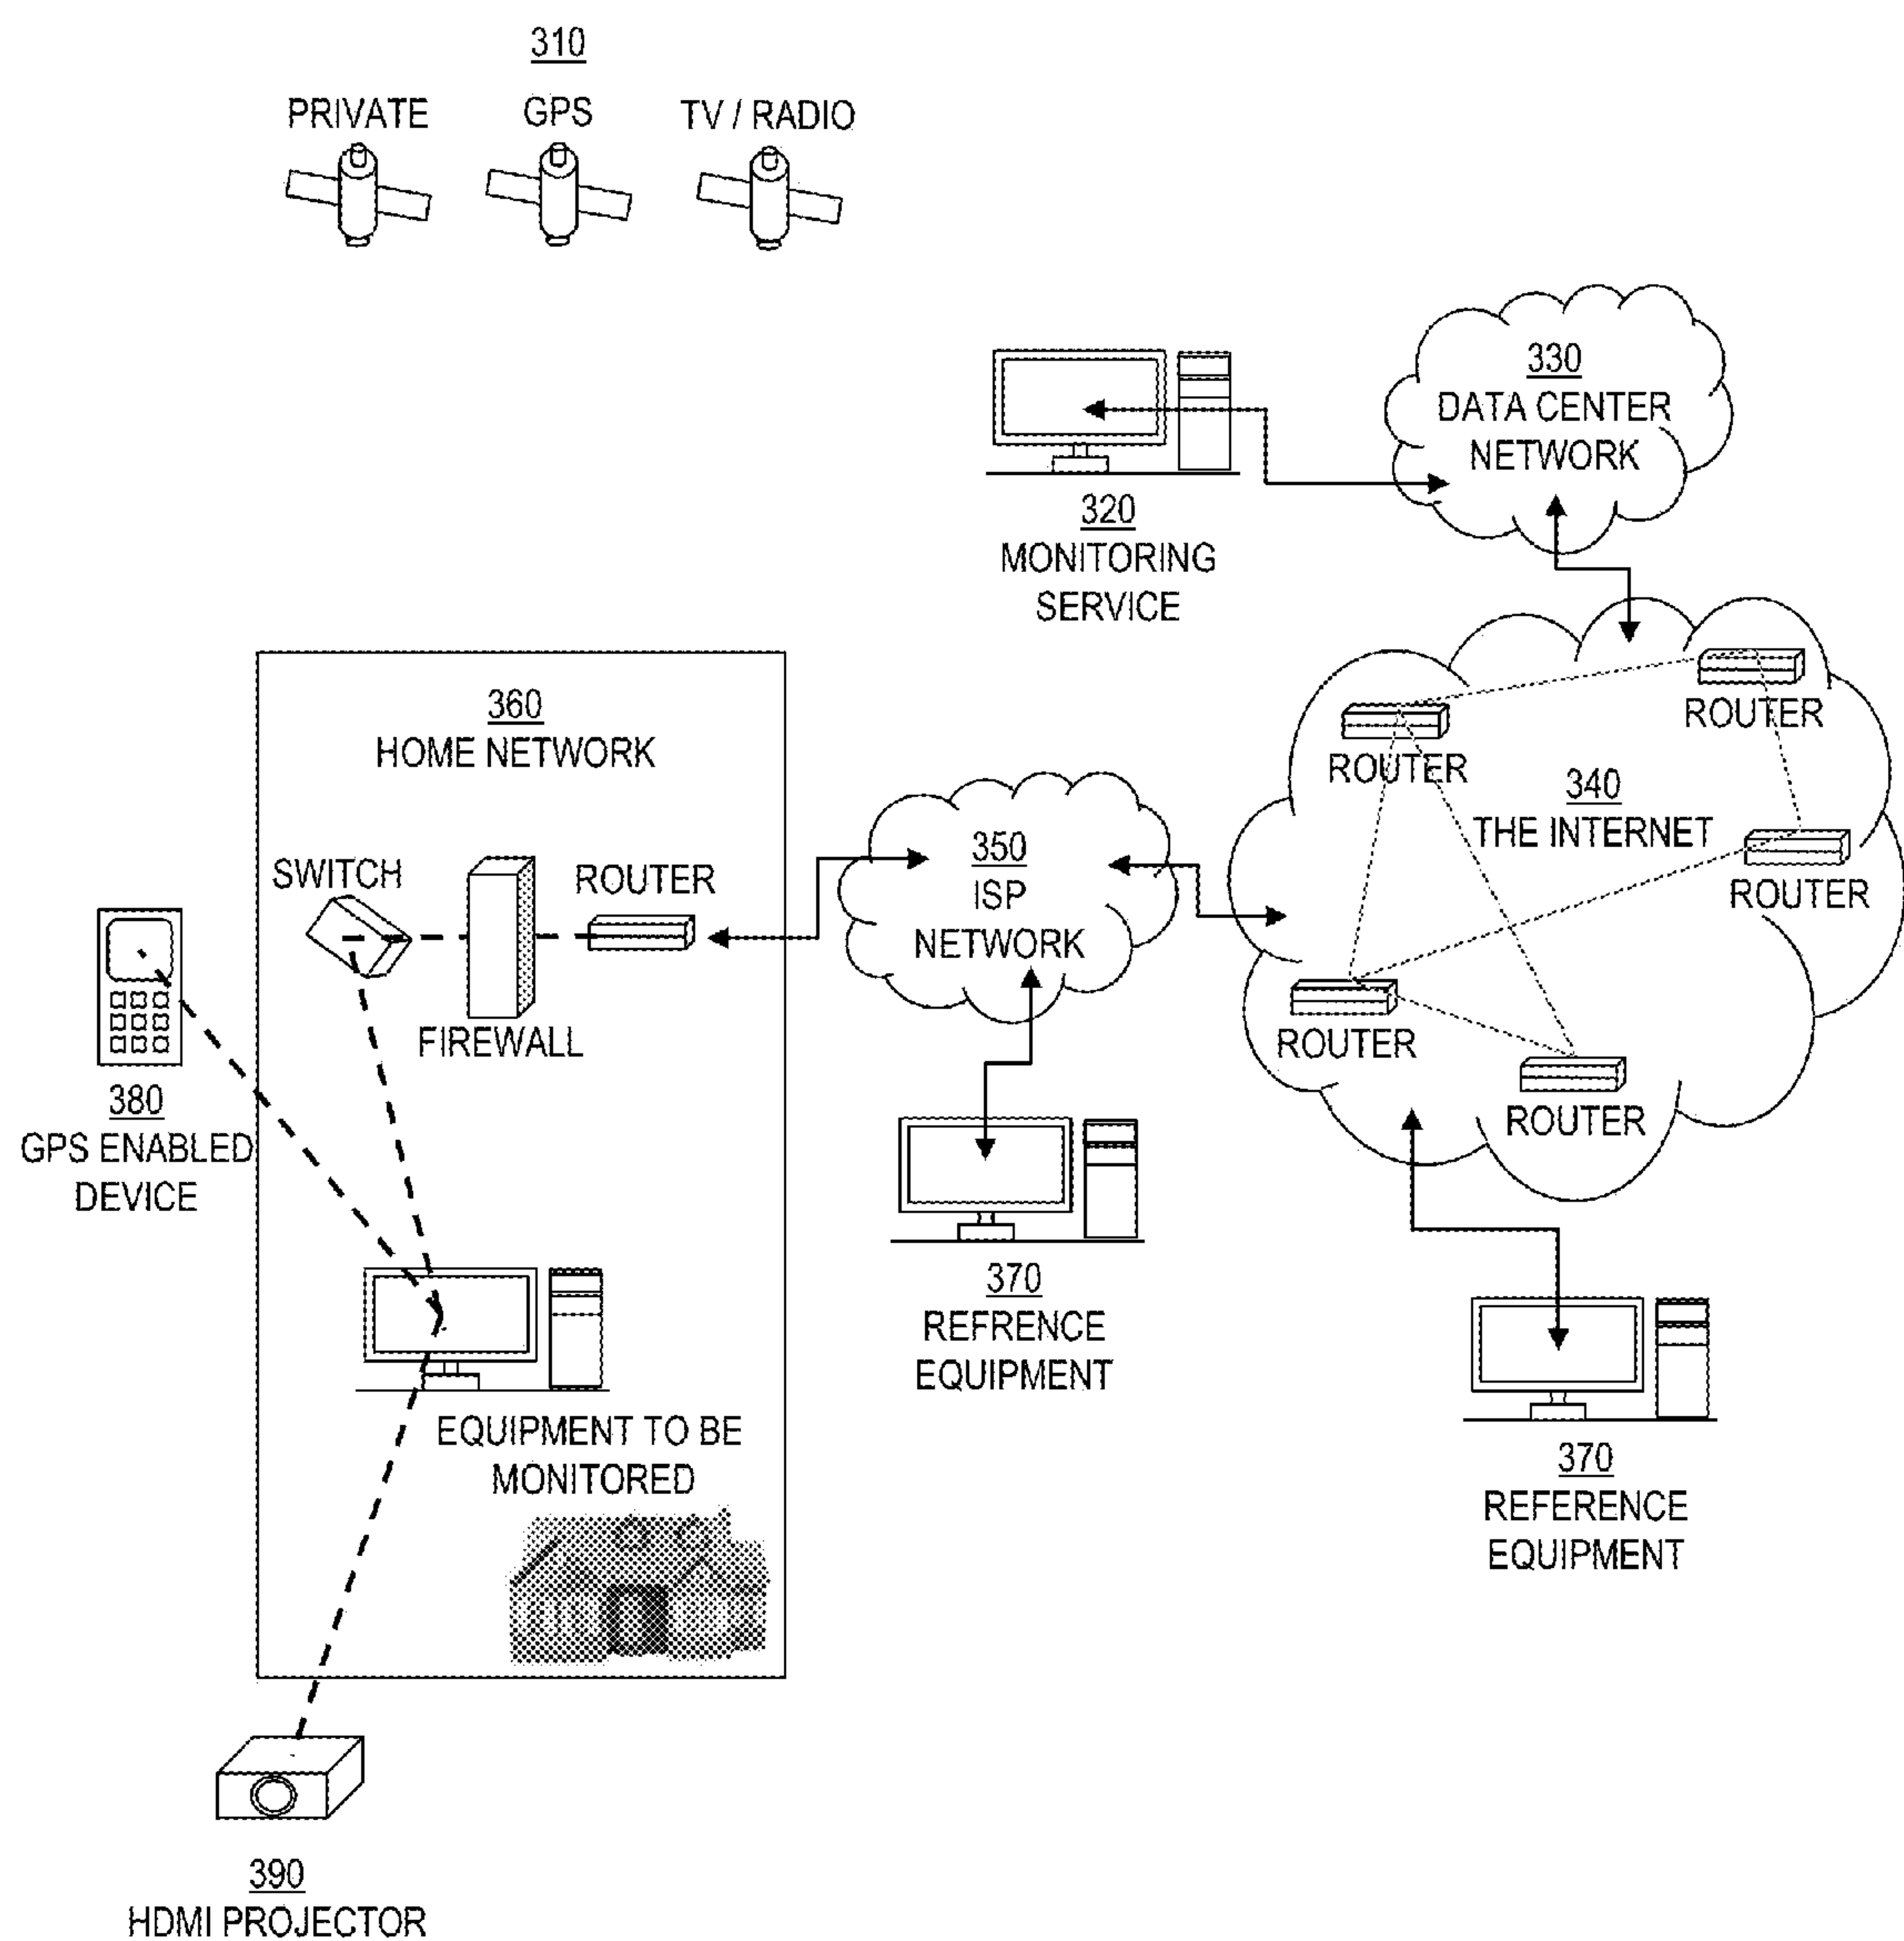 310
PRIVATE
GPS
TV / RADIO
330
DATA CENTER
NETWORK
320
MONITORING
SERVICE
360
HOME NETWORK
ROUTER
ROUTER
340
THE INTERNET
ROUTER
350
ISP
NETWORK
SWITCH
ROUTER
FIREWALL
ROUTER
ROUTER
380
GPS ENABLED
DEVICE
370
REFRENCE
EQUIPMENT
EQUIPMENT TO BE
MONITORED
370
REFERENCE
EQUIPMENT
390
HDMI PROJECTOR